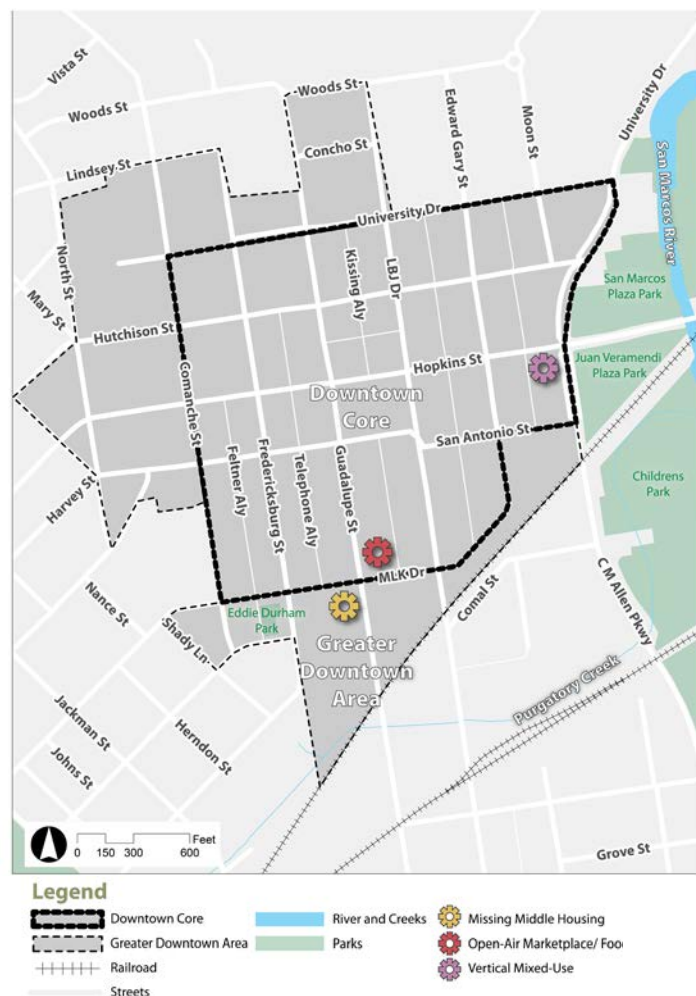 Vista St
Woods St
Woods St
Lindsey St
Concho St
Edward Gary St
Moon St
University Dr
San Marcos River
University Dr
North St
Kissing Aly
LBJ Dr
Mary St
San Marcos
Plaza Park
Hutchison St
Hopkins St
Juan Veramendi
Plaza Park
Comanche St
Downtown
Core
San Antonio St
Feltner Aly
Fredericksburg St
Telephone Aly
Guadalupe St
Childrens
Park
Harvey St
MLK Dr
Comal St
C M Allen Pkwy
Nance St
Shady Ln
Eddie Durham
Park
Greater
Downtown
Area
Purgatory Creek
Jackman St
Herndon St
Johns St
Grove St
Feet
0 150 300 600
Legend
Downtown Core
Greater Downtown Area
Railroad
Streets
River and Creeks
Parks
Missing Middle Housing
Open-Air Marketplace/ Foo
Vertical Mixed-Use